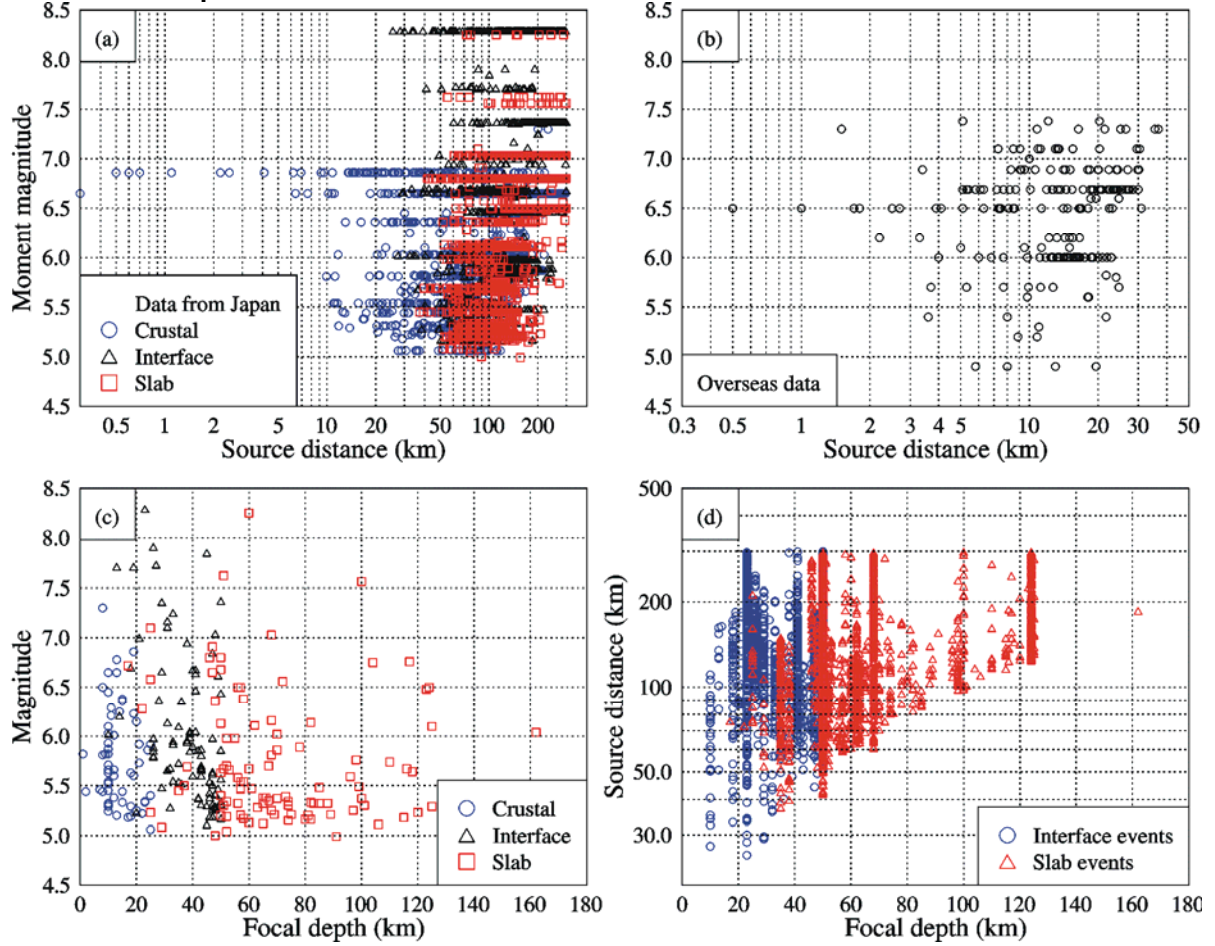 (a)
8.5
8.0
7.5
7.0
6.5
6.0
5.5
5.0
4.5
Moment magnitude
Data from Japan
Crustal
Interface
Slab
0.5 1 2 5 10 20 50 100 200
Source distance (km)
(b)
8.5
8.0
7.5
7.0
6.5
6.0
5.5
5.0
4.5
Overseas data
0.3 0.5 1 2 3 4 5 10 20 30 50
Source distance (km)
(c)
8.5
8.0
7.5
7.0
6.5
6.0
5.5
5.0
4.5
Magnitude
Crustal
Interface
Slab
0 20 40 60 80 100 120 140 160 180
Focal depth (km)
(d)
500
200
100
50.0
30.0
Source distance (km)
Interface events
Slab events
0 20 40 60 80 100 120 140 160 180
Focal depth (km)